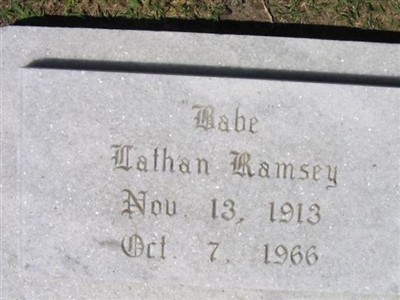 "Babe"
Lathan Ramsey
Nov. 13, 1913
Oct. 7, 1966